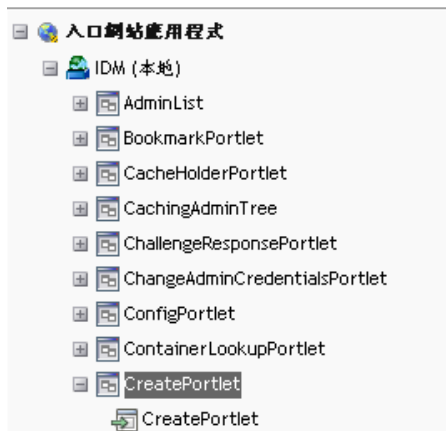 入口網站應用程式
IDM (本地)
AdminList
BookmarkPortlet
CacheHolderPortlet
CachingAdminTree
ChallengeResponsePortlet
ChangeAdminCredentialsPortlet
ConfigPortlet
ContainerLookupPortlet
CreatePortlet
CreatePortlet